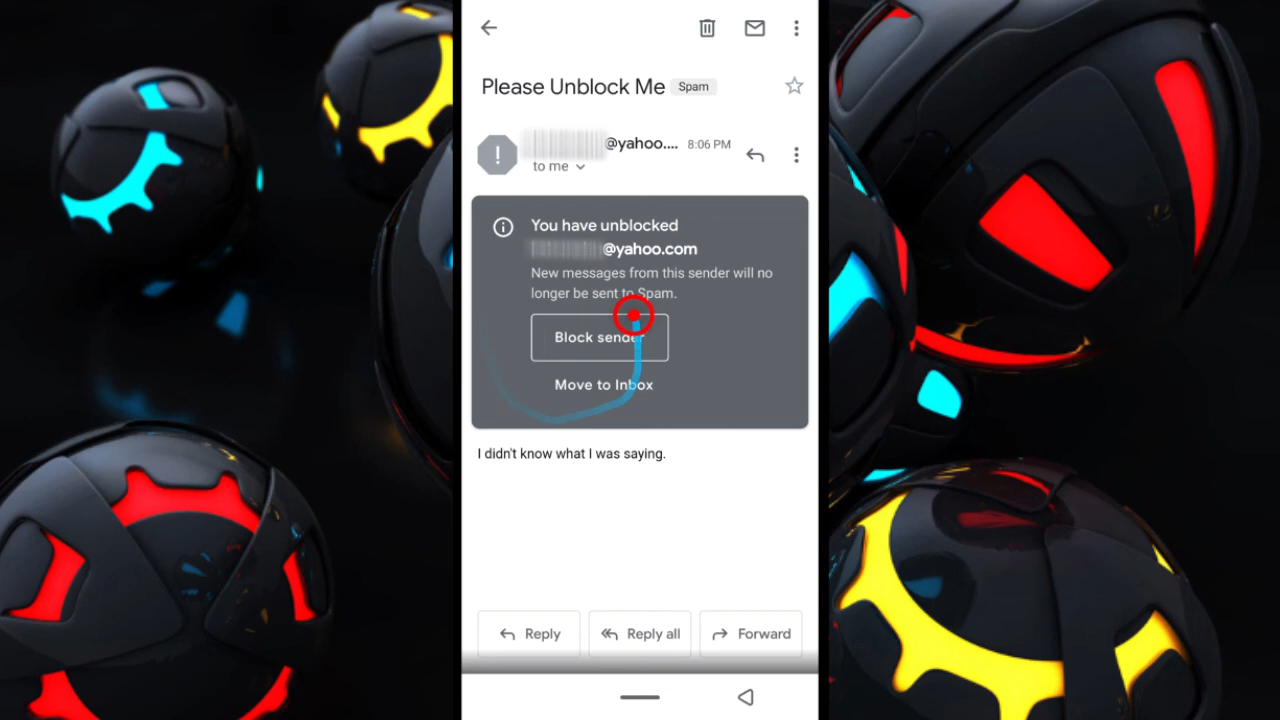 Please Unblock Me Spam
@yahoo.... 8:06 PM
to me
You have unblocked
@yahoo.com
New messages from this sender will no
longer be sent to Spam.
Block sender
Move to Inbox
I didn't know what I was saying.
Reply Reply all Forward